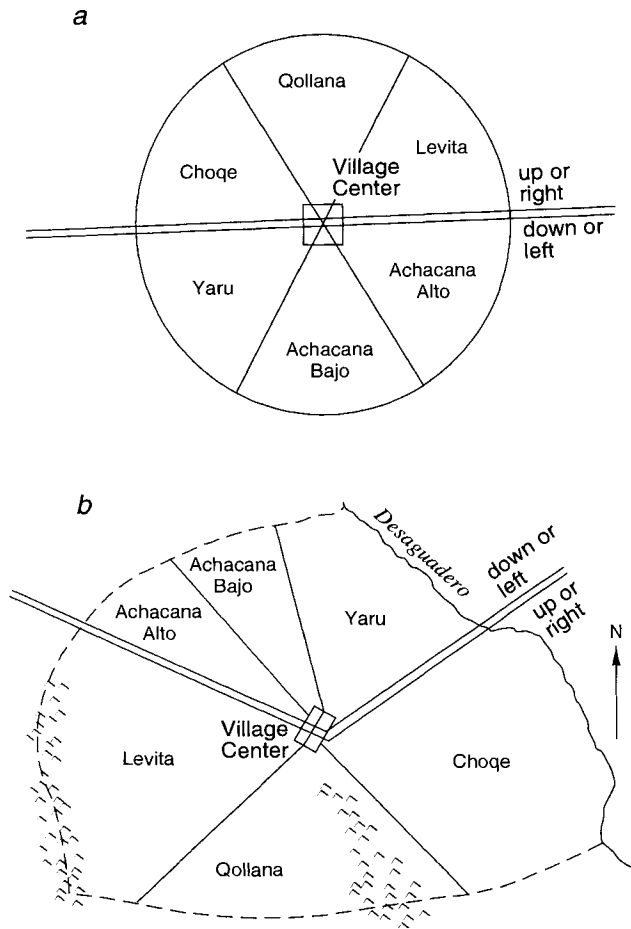 a
Qollana
Levita
Choqe
Village
Center
up or
right
down or
left
Yaru
Achacana
Alto
Achacana
Bajo
b
Desaguadero
down or
left
up or
right
Achacana
Bajo
Achacana
Alto
Yaru
N
Village
Center
Levita
Choqe
Qollana